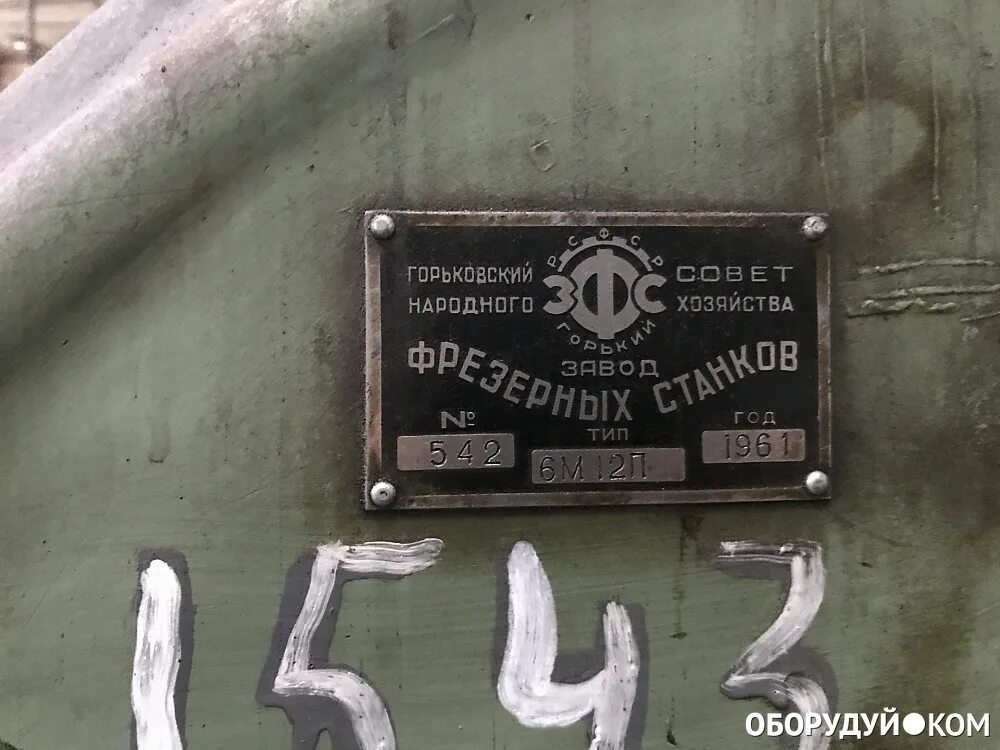 РСФСР
ГОРЬКОВСКИЙ СОВЕТ
ЗФС
НАРОДНОГО ХОЗЯЙСТВА
ГОРЬКИЙ
ЗАВОД
ФРЕЗЕРНЫХ СТАНКОВ
№ ТИП ГОД
542 6М12П 1961
1543
ОБОРУДУЙ●КОМ